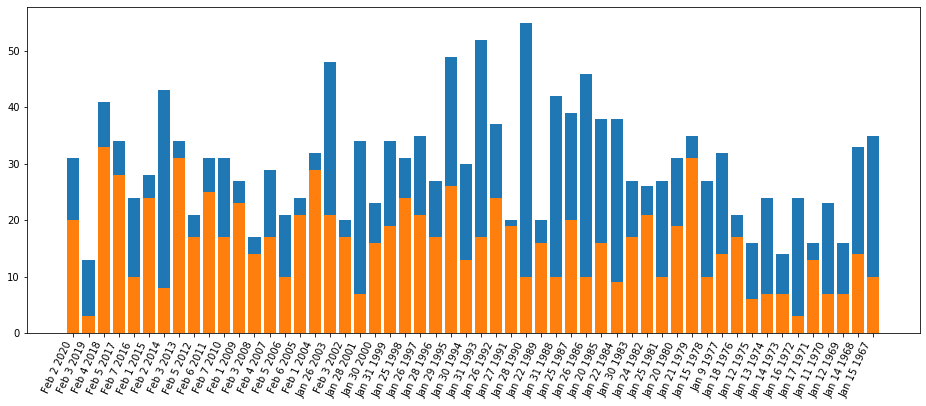 50
40
30
20
10
0
Feb 2 2020
Feb 3 2019
Feb 4 2018
Feb 5 2017
Feb 7 2016
Feb 1 2015
Feb 2 2014
Feb 3 2013
Feb 5 2012
Feb 6 2011
Feb 7 2010
Feb 1 2009
Feb 3 2008
Feb 4 2007
Feb 5 2006
Feb 6 2005
Feb 1 2004
Jan 26 2003
Feb 3 2002
Jan 28 2001
Jan 30 2000
Jan 31 1999
Jan 25 1998
Jan 26 1997
Jan 28 1996
Jan 29 1995
Jan 30 1994
Jan 31 1993
Jan 26 1992
Jan 27 1991
Jan 28 1990
Jan 22 1989
Jan 31 1988
Jan 25 1987
Jan 26 1986
Jan 20 1985
Jan 22 1984
Jan 30 1983
Jan 24 1982
Jan 25 1981
Jan 20 1980
Jan 21 1979
Jan 15 1978
Jan 9 1977
Jan 18 1976
Jan 12 1975
Jan 13 1974
Jan 14 1973
Jan 16 1972
Jan 17 1971
Jan 11 1970
Jan 12 1969
Jan 14 1968
Jan 15 1967